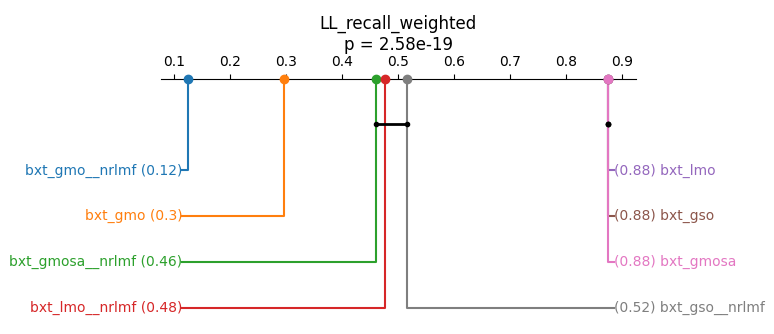 LL_recall_weighted
p = 2.58e-19
0.1 0.2 0.3 0.4 0.5 0.6 0.7 0.8 0.9
bxt_gmo__nrlmf (0.12) (0.88) bxt_lmo
bxt_gmo (0.3) (0.88) bxt_gso
bxt_gmosa__nrlmf (0.46) (0.88) bxt_gmosa
bxt_lmo__nrlmf (0.48) (0.52) bxt_gso__nrlmf